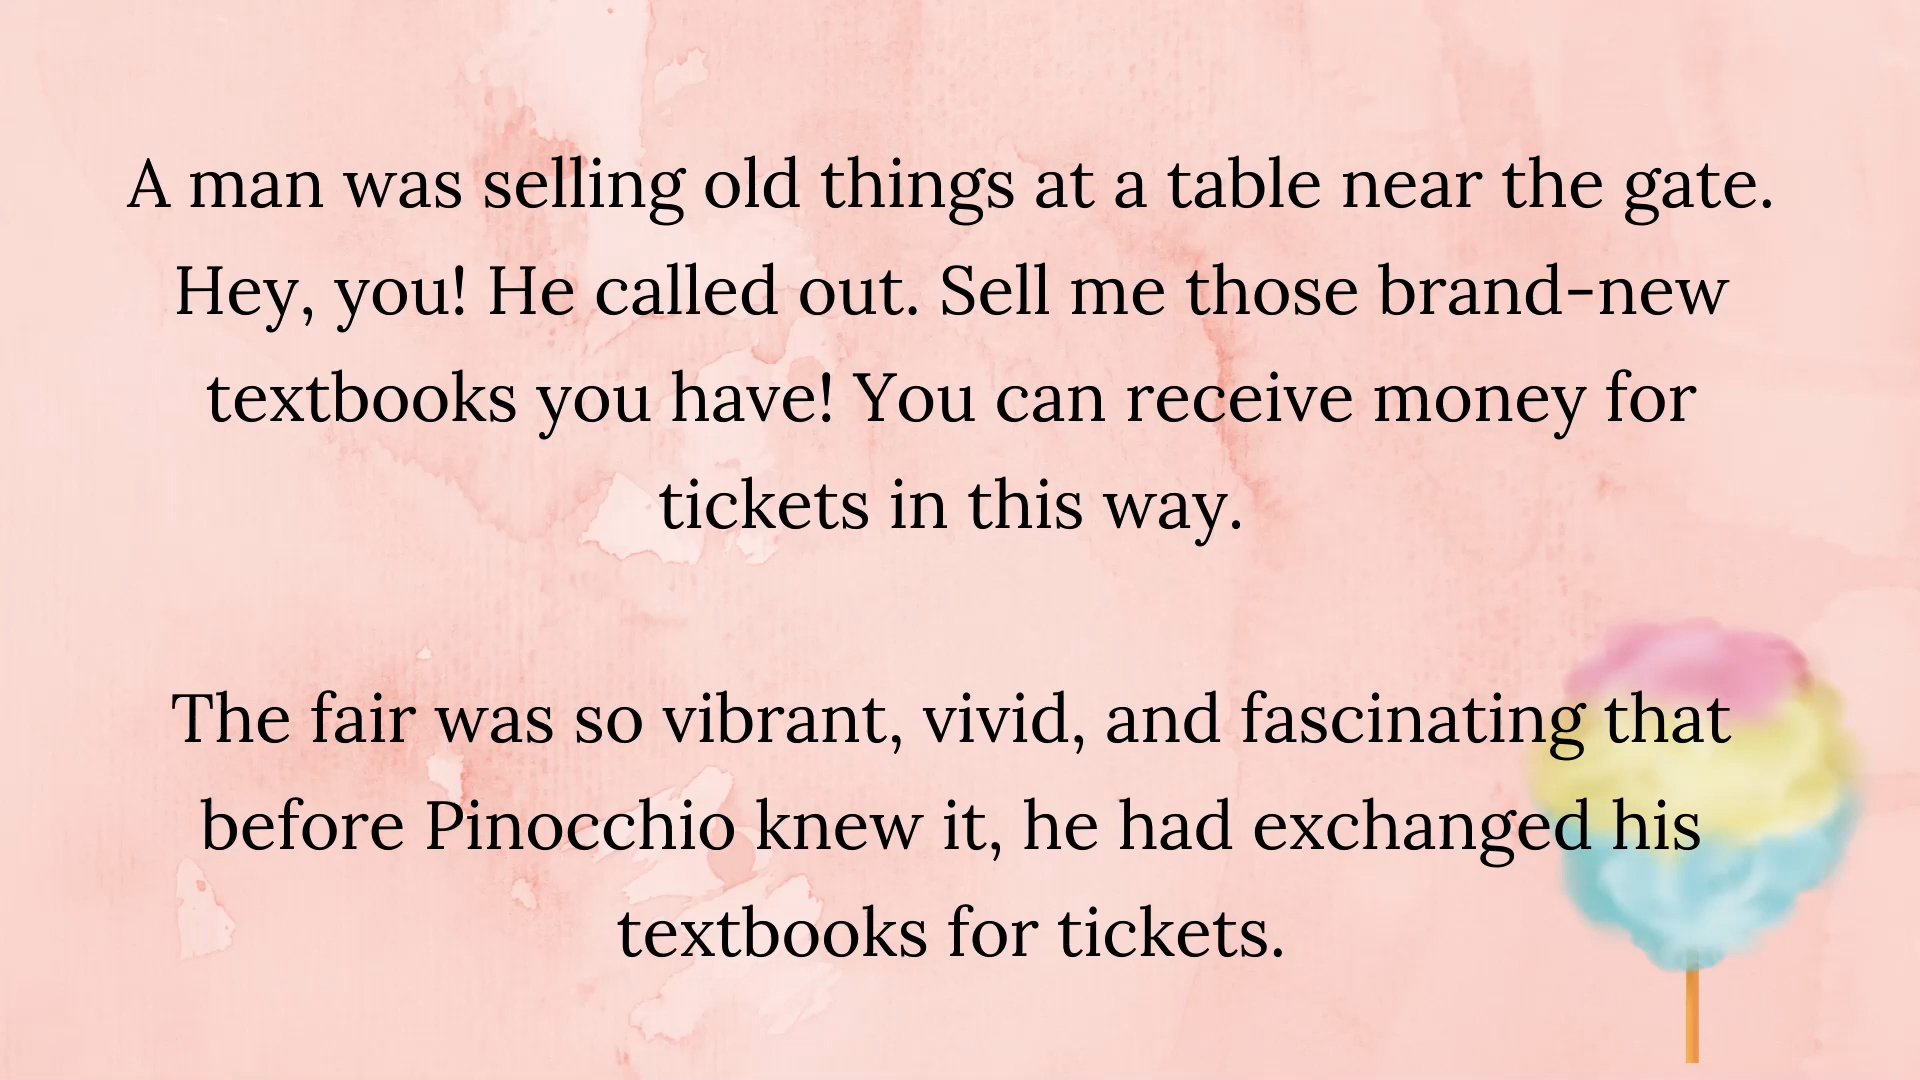 A man was selling old things at a table near the gate.
Hey, you! He called out. Sell me those brand-new
textbooks you have! You can receive money for
tickets in this way.
The fair was so vibrant, vivid, and fascinating that
before Pinocchio knew it, he had exchanged his
textbooks for tickets.